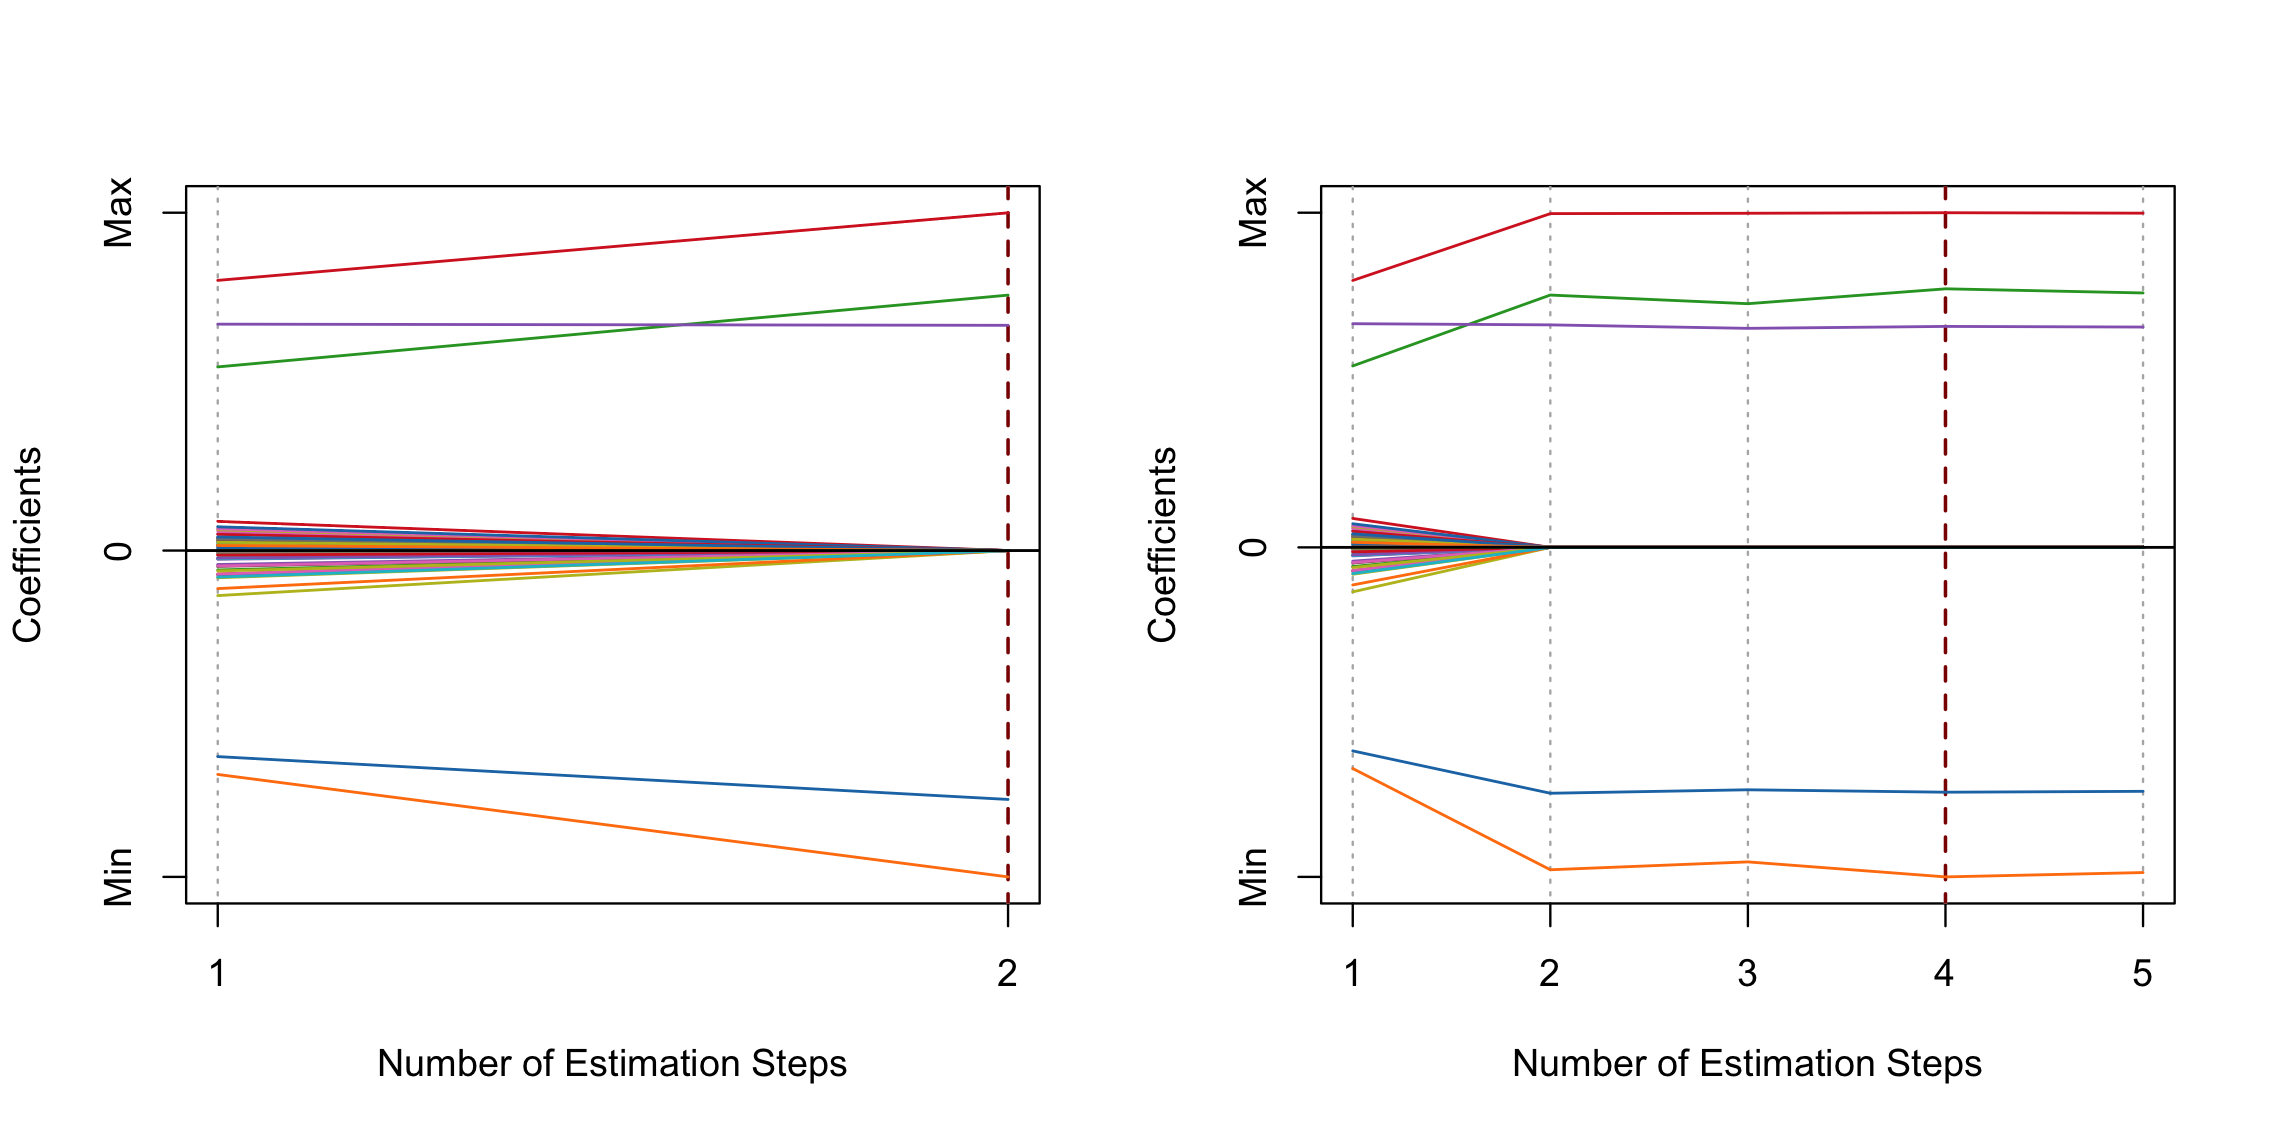 Coefficients
Max
0
Min
1 2
Number of Estimation Steps
Coefficients
Max
0
Min
1 2 3 4 5
Number of Estimation Steps